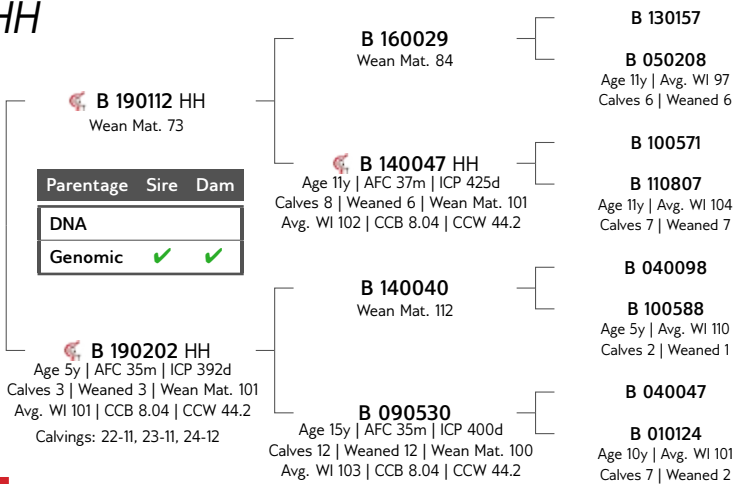 HH
B 190112 HH
Wean Mat. 73
Parentage Sire Dam
DNA
Genomic ✔ ✔
B 190202 HH
Age 5y | AFC 35m | ICP 392d
Calves 3 | Weaned 3 | Wean Mat. 101
Avg. WI 101 | CCB 8.04 | CCW 44.2
Calvings: 22-11, 23-11, 24-12
B 160029
Wean Mat. 84
B 140047 HH
Age 11y | AFC 37m | ICP 425d
Calves 8 | Weaned 6 | Wean Mat. 101
Avg. WI 102 | CCB 8.04 | CCW 44.2
B 140040
Wean Mat. 112
B 090530
Age 15y | AFC 35m | ICP 400d
Calves 12 | Weaned 12 | Wean Mat. 100
Avg. WI 103 | CCB 8.04 | CCW 44.2
B 130157
B 050208
Age 11y | Avg. WI 97
Calves 6 | Weaned 6
B 100571
B 110807
Age 11y | Avg. WI 104
Calves 7 | Weaned 7
B 040098
B 100588
Age 5y | Avg. WI 110
Calves 2 | Weaned 1
B 040047
B 010124
Age 10y | Avg. WI 101
Calves 7 | Weaned 2